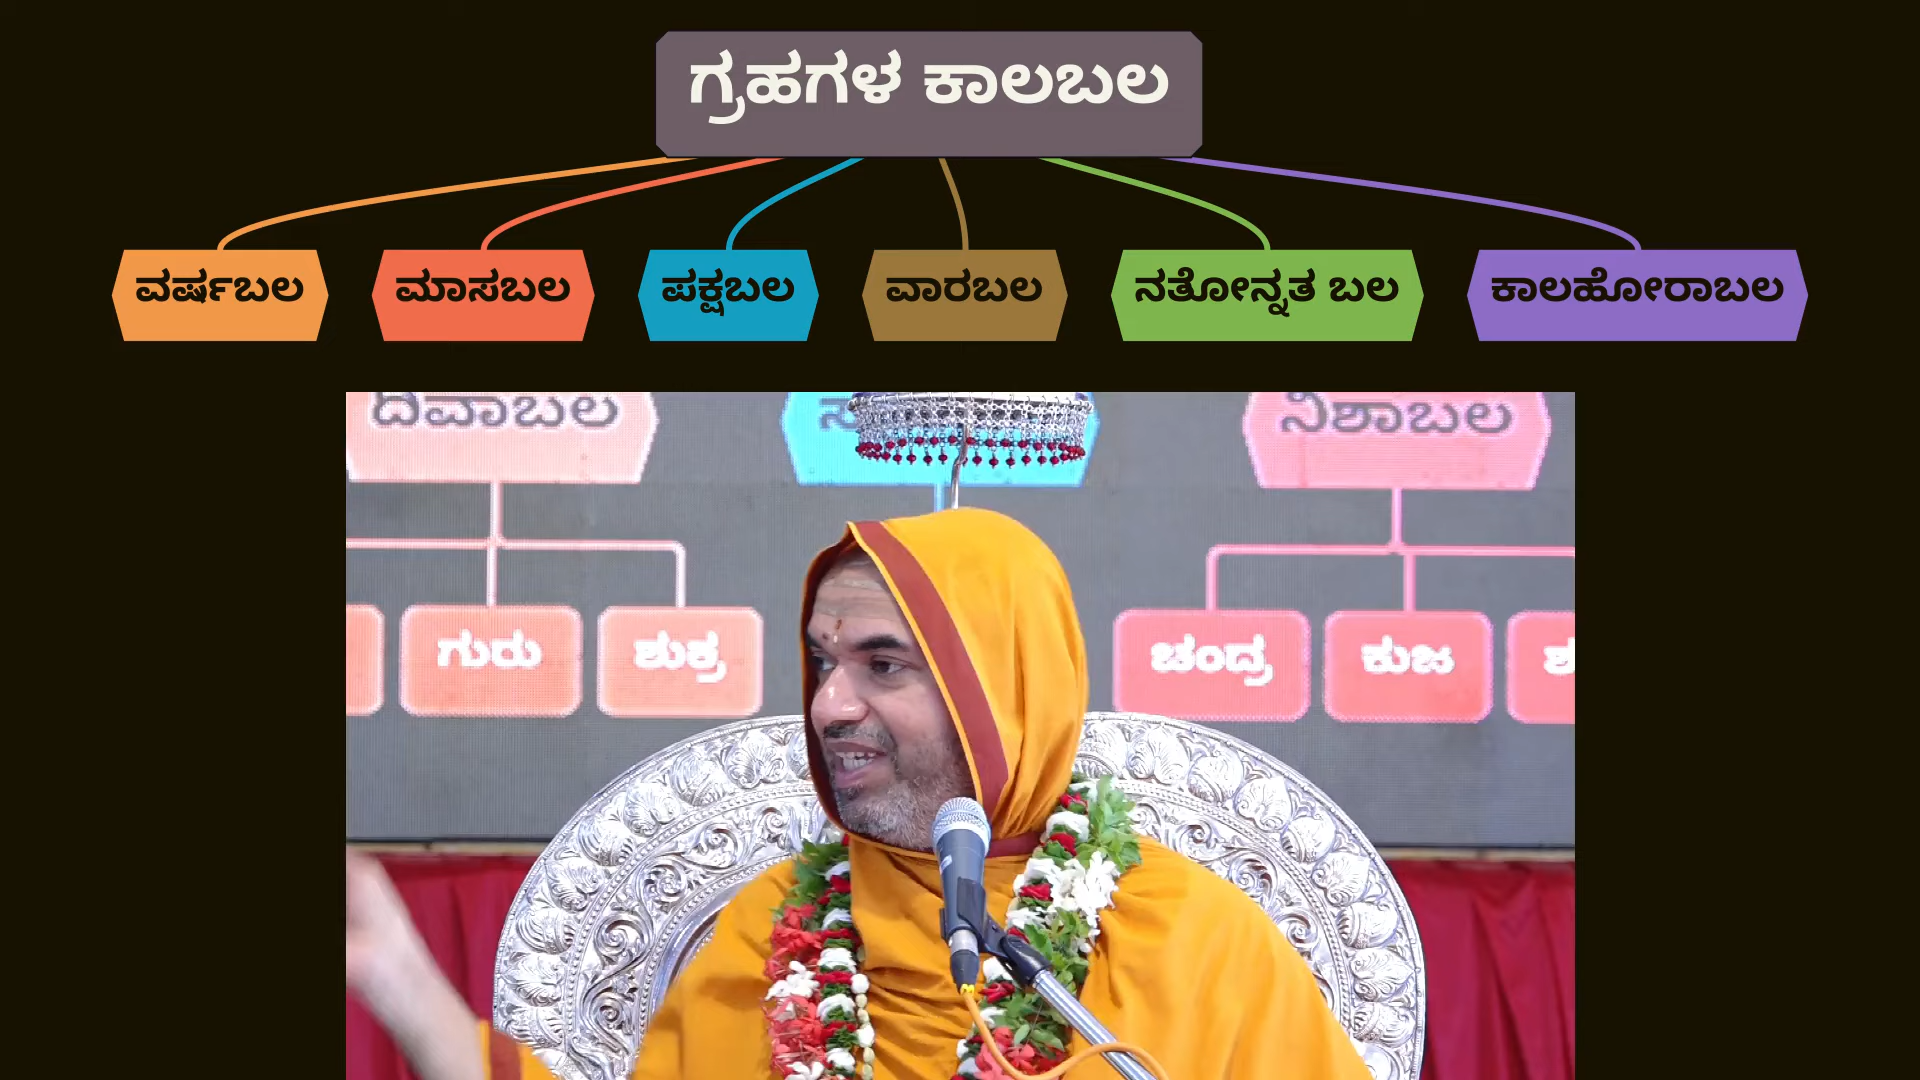 ಗ್ರಹಗಳ ಕಾಲಬಲ
ವರ್ಷಬಲ ಮಾಸಬಲ ಪಕ್ಷಬಲ ವಾರಬಲ ನತೋನ್ನತ ಬಲ ಕಾಲಹೋರಾಬಲ
ದಿವಾಬಲ ನಿಶಾಬಲ
ಗುರು ಶುಕ್ರ ಚಂದ್ರ ಕುಜ